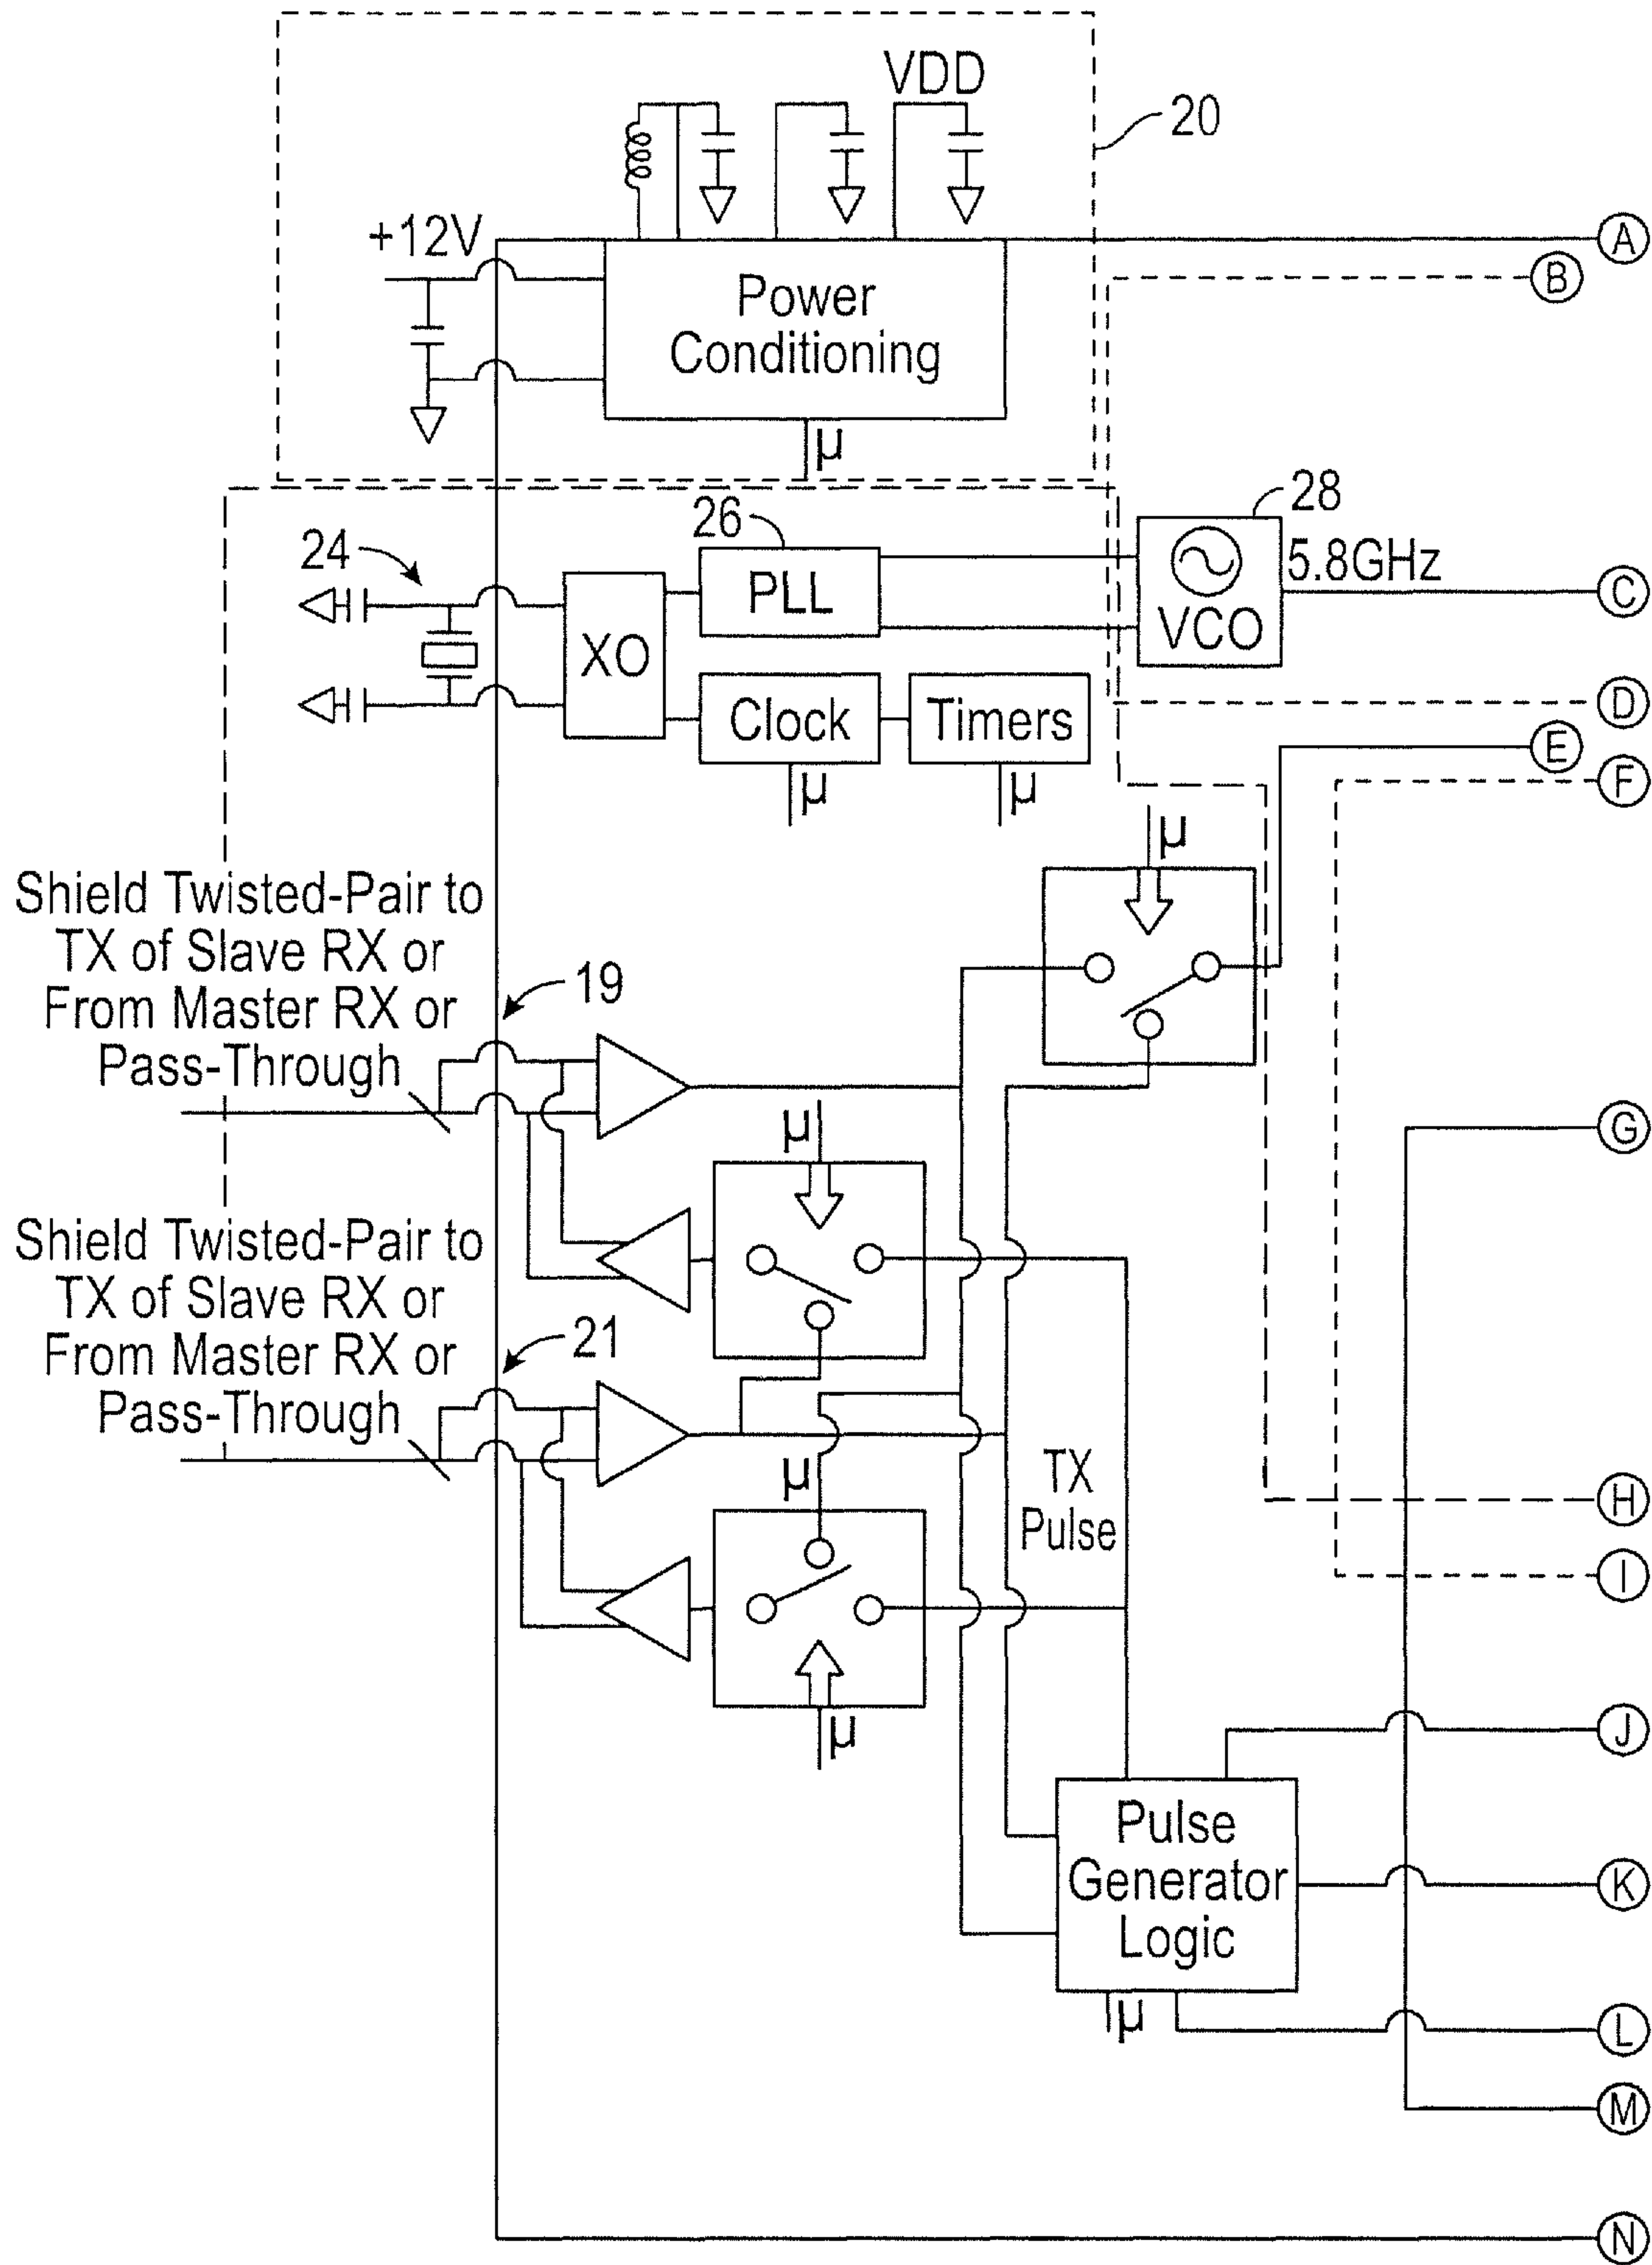 VDD
20
+12V
A
B
Power
Conditioning
μ
28
26
24
5.8GHz
PLL
VCO
C
XO
Clock
Timers
D
E
F
μ
μ
μ
Shield Twisted-Pair to
TX of Slave RX or
From Master RX or
Pass-Through
19
μ
G
Shield Twisted-Pair to
TX of Slave RX or
From Master RX or
Pass-Through
21
μ
TX
Pulse
H
I
μ
J
Pulse
Generator
Logic
K
μ
L
M
N